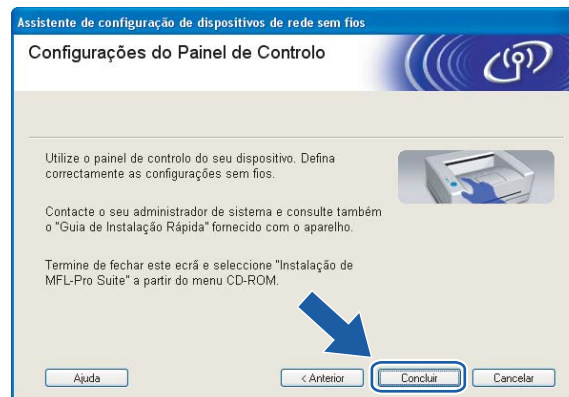 Assistente de configuração de dispositivos de rede sem fios
Configurações do Painel de Controlo
Utilize o painel de controlo do seu dispositivo. Defina
correctamente as configurações sem fios.
Contacte o seu administrador de sistema e consulte também
o "Guia de Instalação Rápida" fornecido com o aparelho.
Termine de fechar este ecrã e seleccione "Instalação de
MFL-Pro Suite" a partir do menu CD-ROM.
Ajuda
< Anterior
Concluir
Cancelar